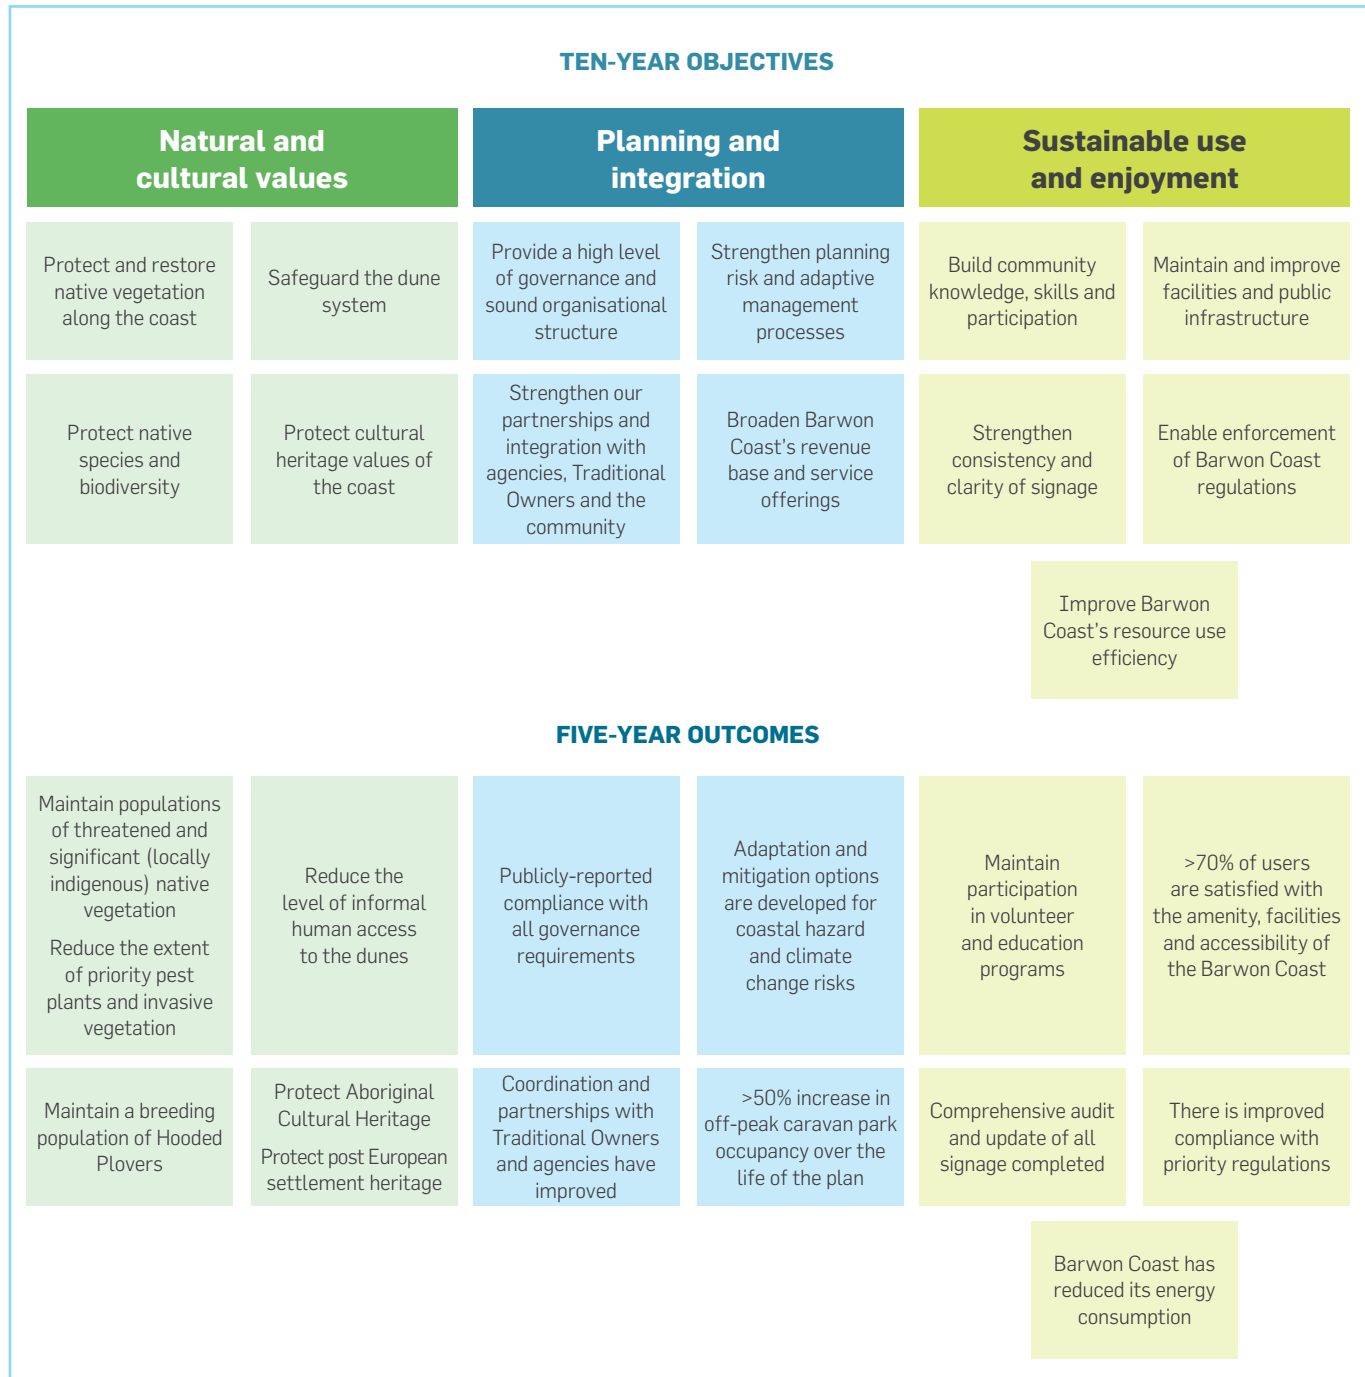 TEN-YEAR OBJECTIVES
Natural and
cultural values
Planning and
integration
Sustainable use
and enjoyment
Protect and restore
native vegetation
along the coast
Safeguard the dune
system
Provide a high level
of governance and
sound organisational
structure
Strengthen planning
risk and adaptive
management
processes
Build community
knowledge, skills and
participation
Maintain and improve
facilities and public
infrastructure
Protect native
species and
biodiversity
Protect cultural
heritage values of
the coast
Strengthen our
partnerships and
integration with
agencies, Traditional
Owners and the
community
Broaden Barwon
Coast's revenue
base and service
offerings
Strengthen
consistency and
clarity of signage
Enable enforcement
of Barwon Coast
regulations
Improve Barwon
Coast's resource use
efficiency
FIVE-YEAR OUTCOMES
Maintain populations
of threatened and
significant (locally
indigenous) native
vegetation
Reduce the extent
of priority pest
plants and invasive
vegetation
Reduce the
level of informal
human access
to the dunes
Publicly-reported
compliance with
all governance
requirements
Adaptation and
mitigation options
are developed for
coastal hazard
and climate
change risks
Maintain
participation
in volunteer
and education
programs
>70% of users
are satisfied with
the amenity, facilities
and accessibility of
the Barwon Coast
Maintain a breeding
population of Hooded
Plovers
Protect Aboriginal
Cultural Heritage
Protect post European
settlement heritage
Coordination and
partnerships with
Traditional Owners
and agencies have
improved
>50% increase in
off-peak caravan park
occupancy over the
life of the plan
Comprehensive audit
and update of all
signage completed
There is improved
compliance with
priority regulations
Barwon Coast has
reduced its energy
consumption